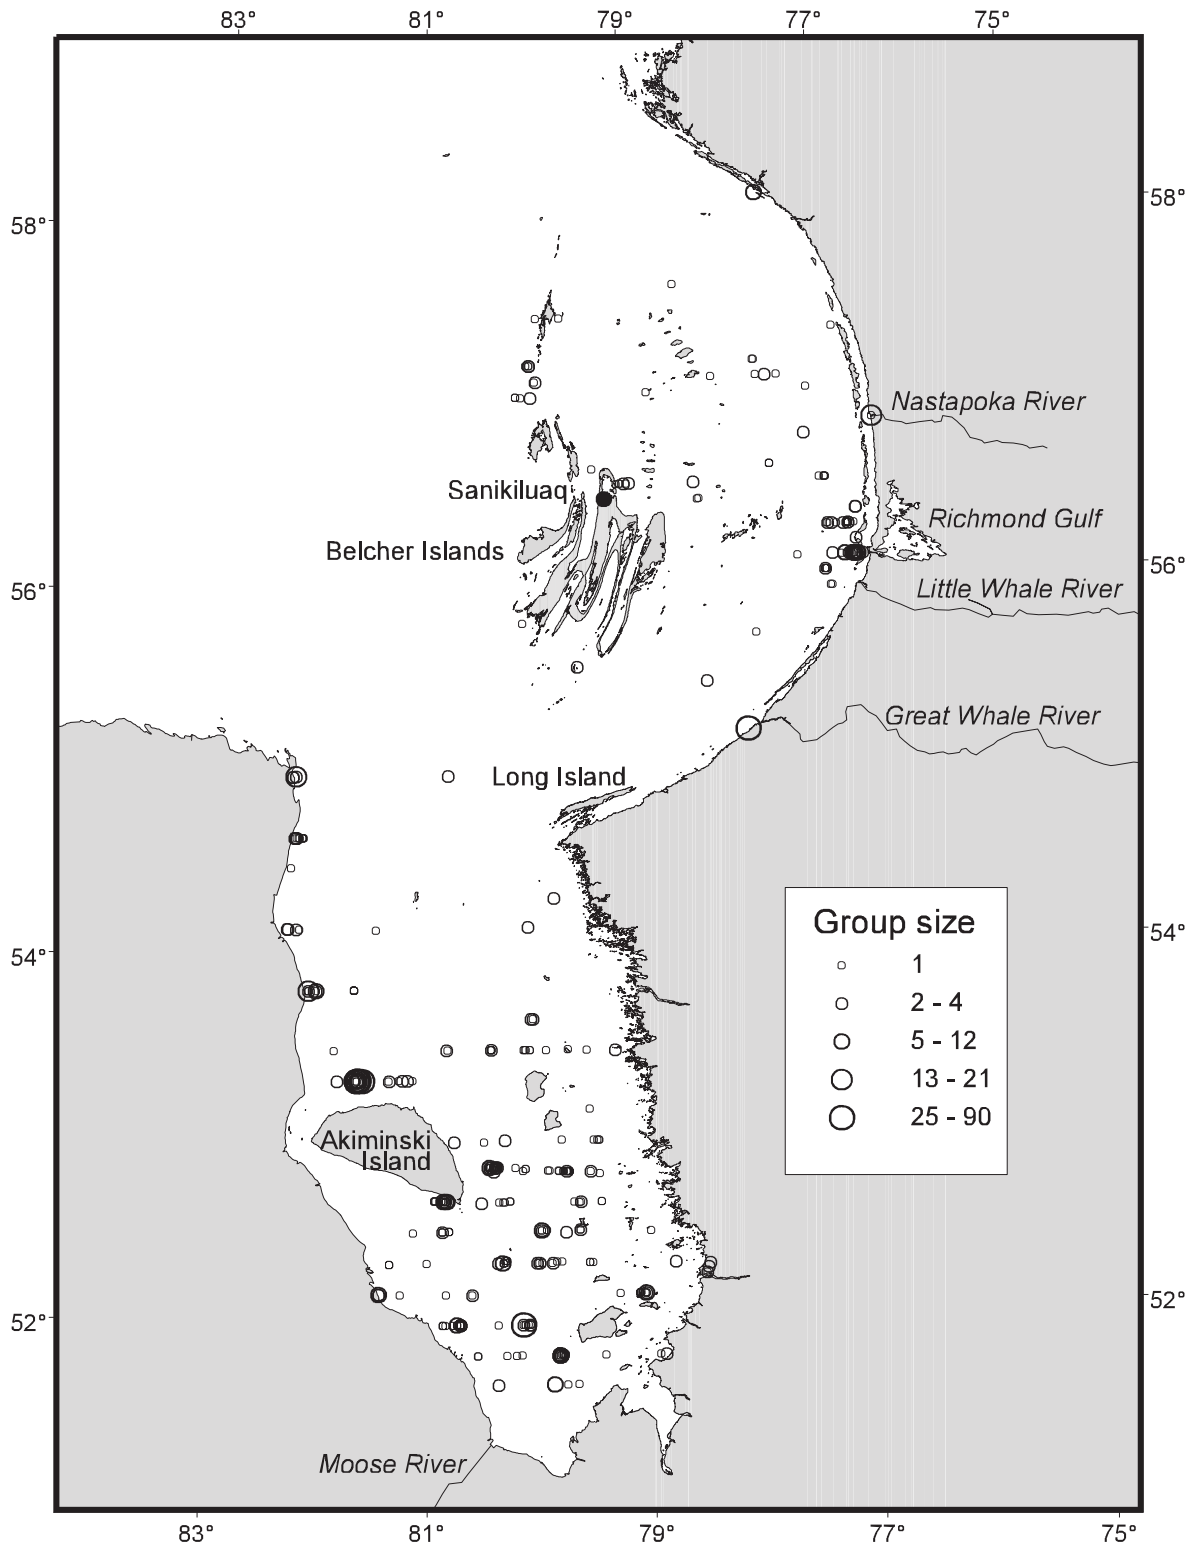 83° 81° 79° 77° 75°
58° 58°
Nastapoka River
Sanikiluaq
Richmond Gulf
Belcher Islands
56° 56°
Little Whale River
Great Whale River
Long Island
54° 54°
Group size
1
2 - 4
5 - 12
13 - 21
25 - 90
Akiminski
Island
52° 52°
Moose River
83° 81° 79° 77° 75°